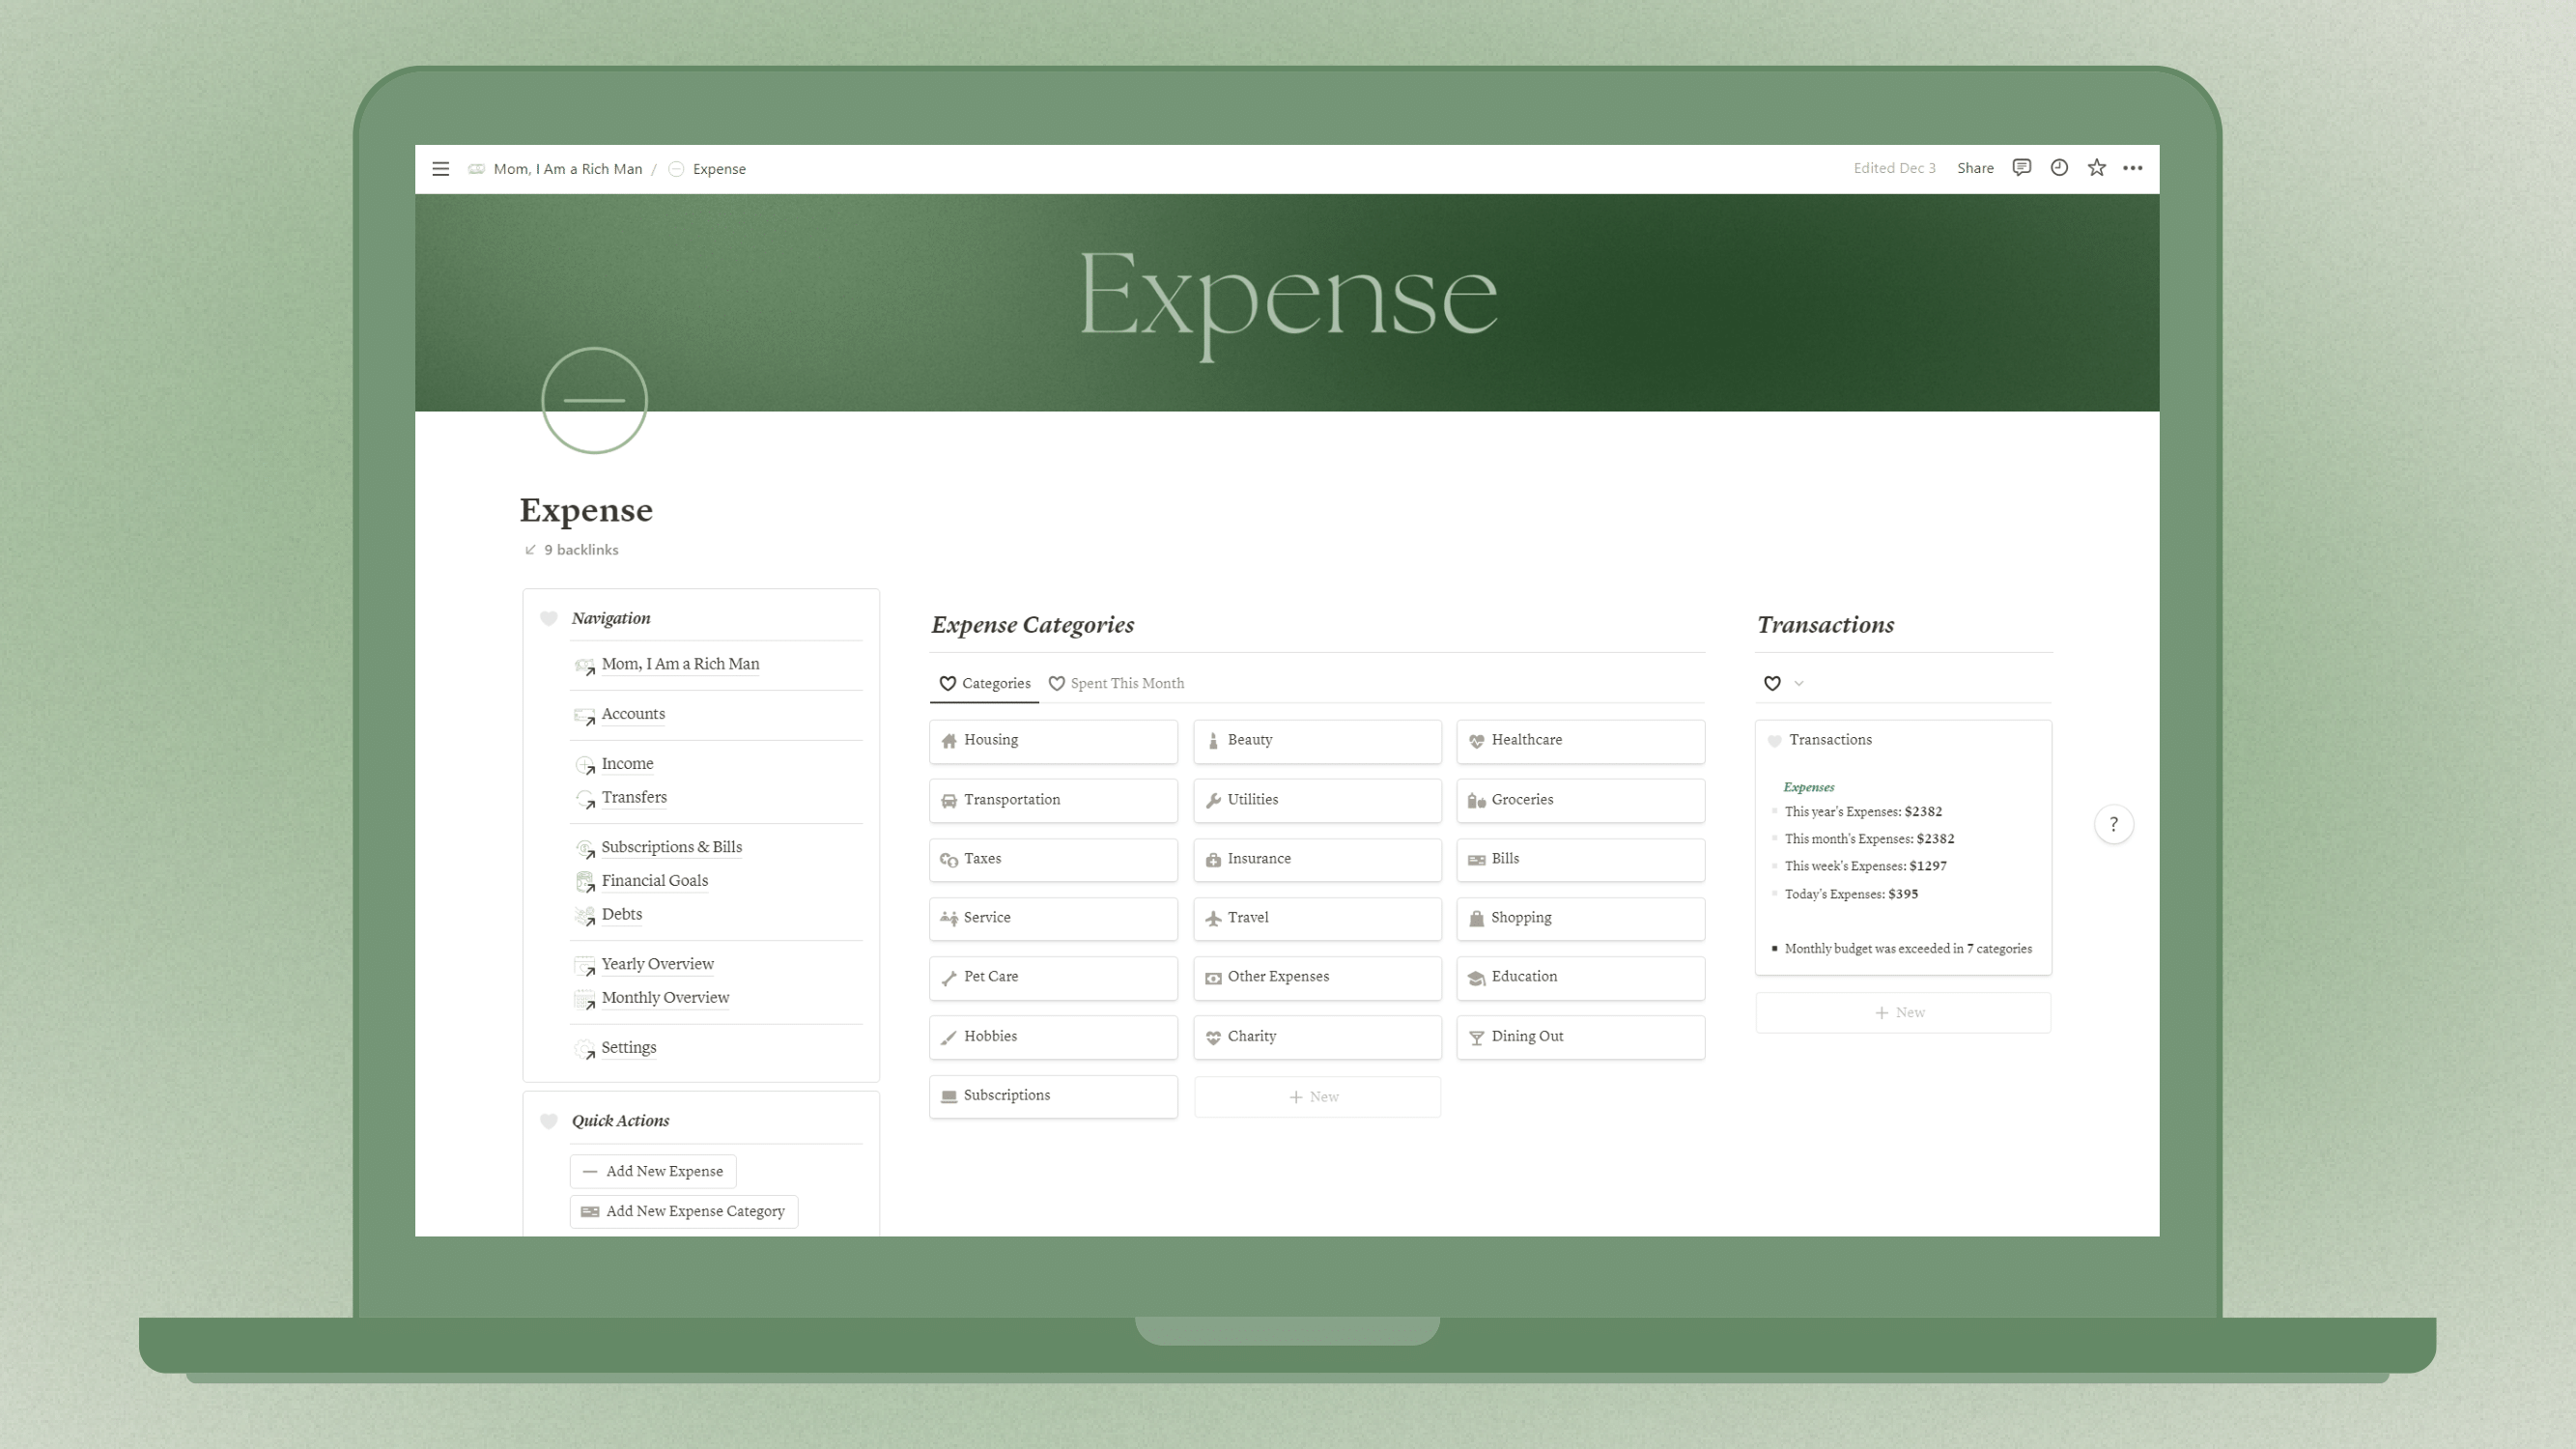 Mom, I Am a Rich Man / Expense
Edited Dec 3 Share
Expense
Expense
9 backlinks
Navigation
Mom, I Am a Rich Man
Accounts
Income
Transfers
Subscriptions & Bills
Financial Goals
Debts
Yearly Overview
Monthly Overview
Settings
Quick Actions
Add New Expense
Add New Expense Category
Expense Categories
Categories Spent This Month
Housing Beauty Healthcare
Transportation Utilities Groceries
Taxes Insurance Bills
Service Travel Shopping
Pet Care Other Expenses Education
Hobbies Charity Dining Out
Subscriptions + New
Transactions
Transactions
Expenses
This year's Expenses: $2382
This month's Expenses: $2382
This week's Expenses: $1297
Today's Expenses: $395
Monthly budget was exceeded in 7 categories
+ New
?